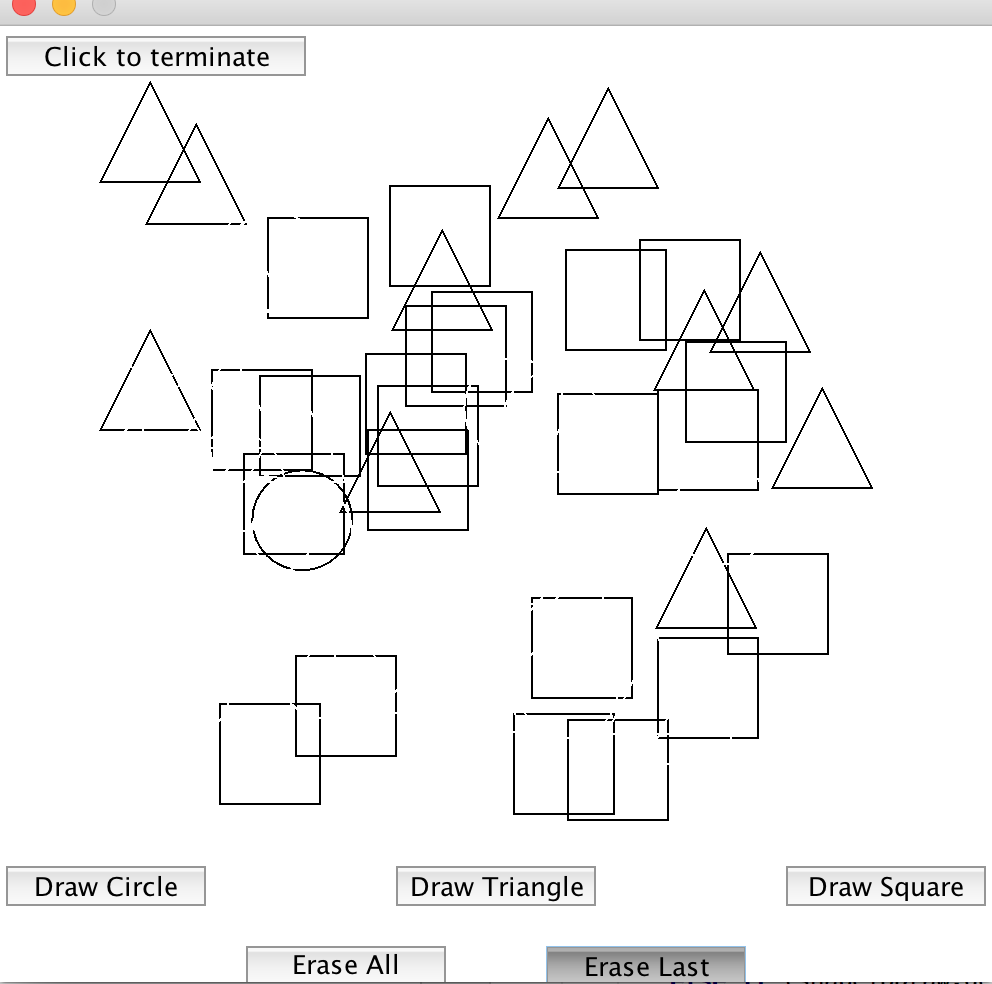 Click to terminate
Draw Circle
Draw Triangle
Draw Square
Erase All
Erase Last